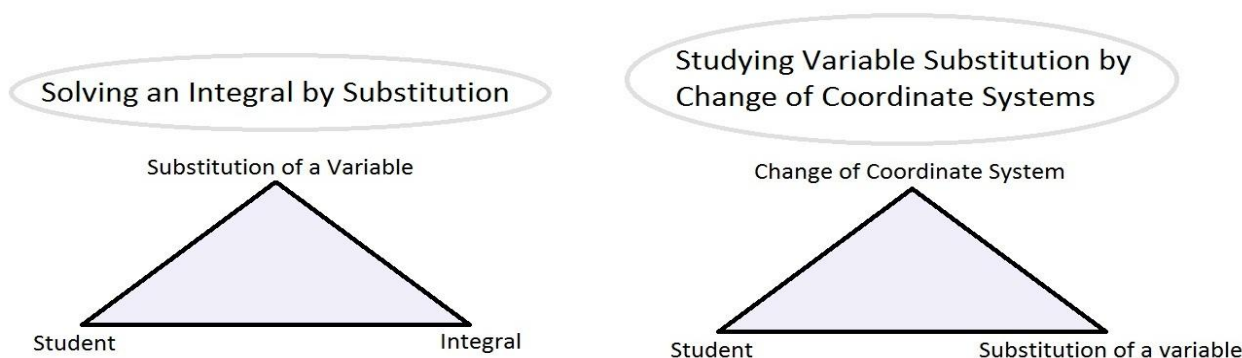 Solving an Integral by Substitution
Substitution of a Variable
Student
Integral
Studying Variable Substitution by
Change of Coordinate Systems
Change of Coordinate System
Student
Substitution of a variable